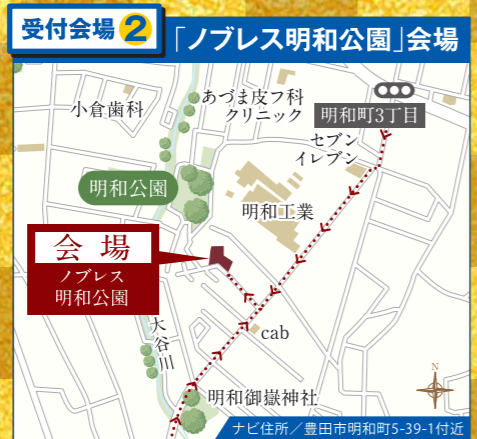 受付会場2
「ノブレス明和公園」会場
小倉歯科
あづま皮フ科
クリニック
明和町3丁目
セブン
イレブン
明和公園
明和工業
会場
ノブレス
明和公園
大谷川
cab
明和御嶽神社
N
ナビ住所／豊田市明和町5-39-1付近